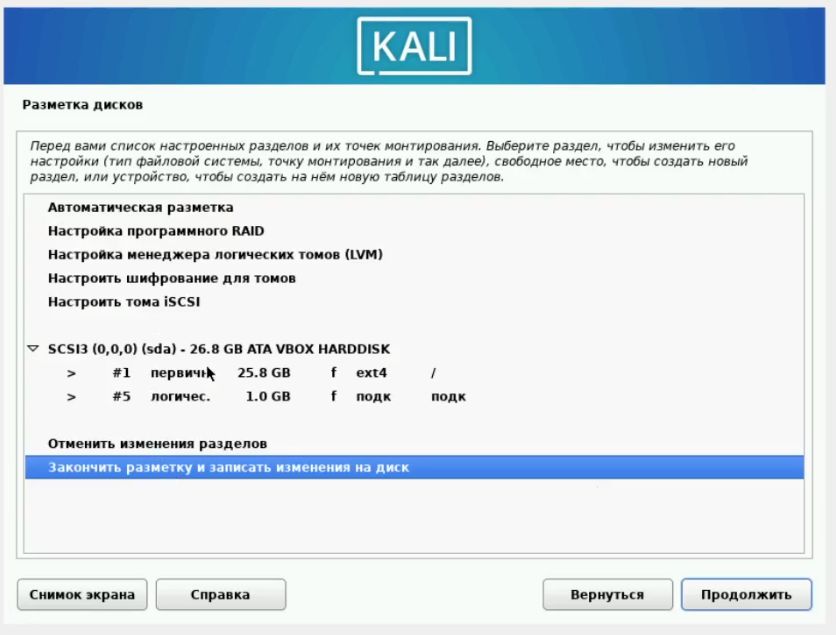 KALI
Разметка дисков
Перед вами список настроенных разделов и их точек монтирования. Выберите раздел, чтобы изменить его
настройки (тип файловой системы, точку монтирования и так далее), свободное место, чтобы создать новый
раздел, или устройство, чтобы создать на нём новую таблицу разделов.
Автоматическая разметка
Настройка программного RAID
Настройка менеджера логических томов (LVM)
Настроить шифрование для томов
Настроить тома iSCSI
SCSI3 (0,0,0) (sda) - 26.8 GB ATA VBOX HARDDISK
> #1 первичн 25.8 GB f ext4 /
> #5 логичес. 1.0 GB f подк подк
Отменить изменения разделов
Закончить разметку и записать изменения на диск
Снимок экрана Справка Вернуться Продолжить